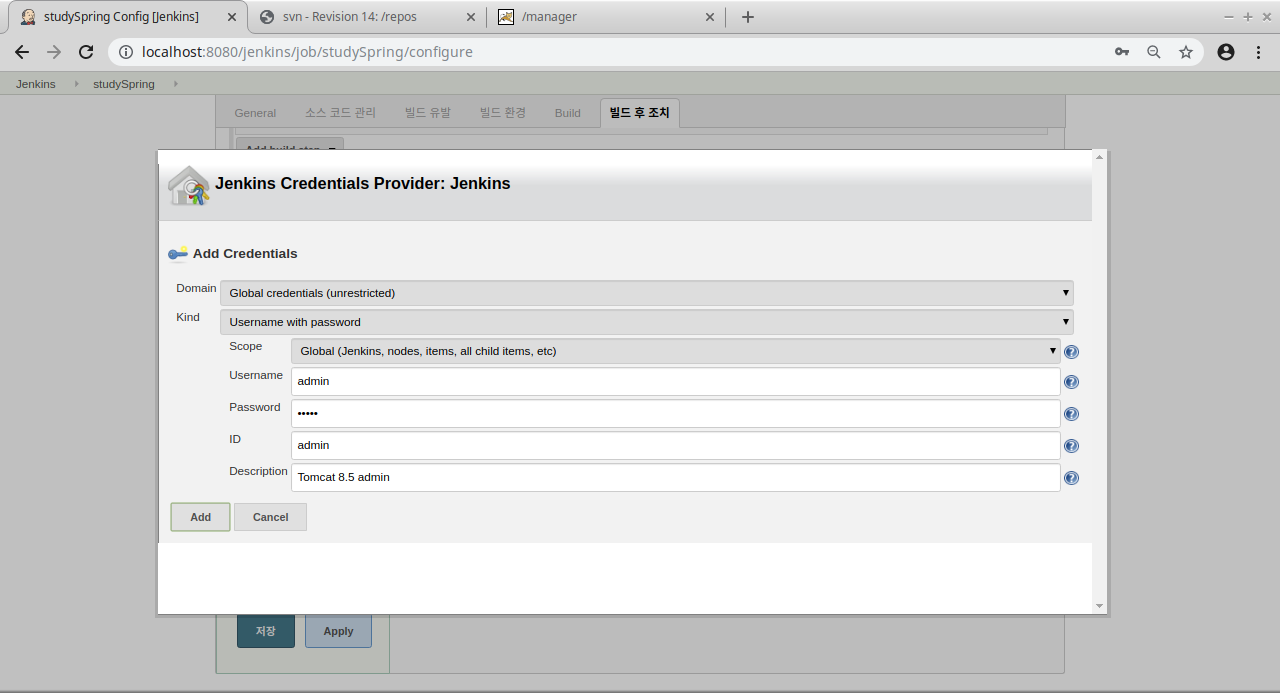 studySpring Config [Jenkins]
svn - Revision 14: /repos
/manager
localhost:8080/jenkins/job/studySpring/configure
Jenkins
studySpring
General
소스 코드 관리
빌드 유발
빌드 환경
Build
빌드 후 조치
Add build step
Jenkins Credentials Provider: Jenkins
Add Credentials
Domain
Global credentials (unrestricted)
Kind
Username with password
Scope
Global (Jenkins, nodes, items, all child items, etc)
Username
admin
Password
•••••
ID
admin
Description
Tomcat 8.5 admin
Add
Cancel
저장
Apply